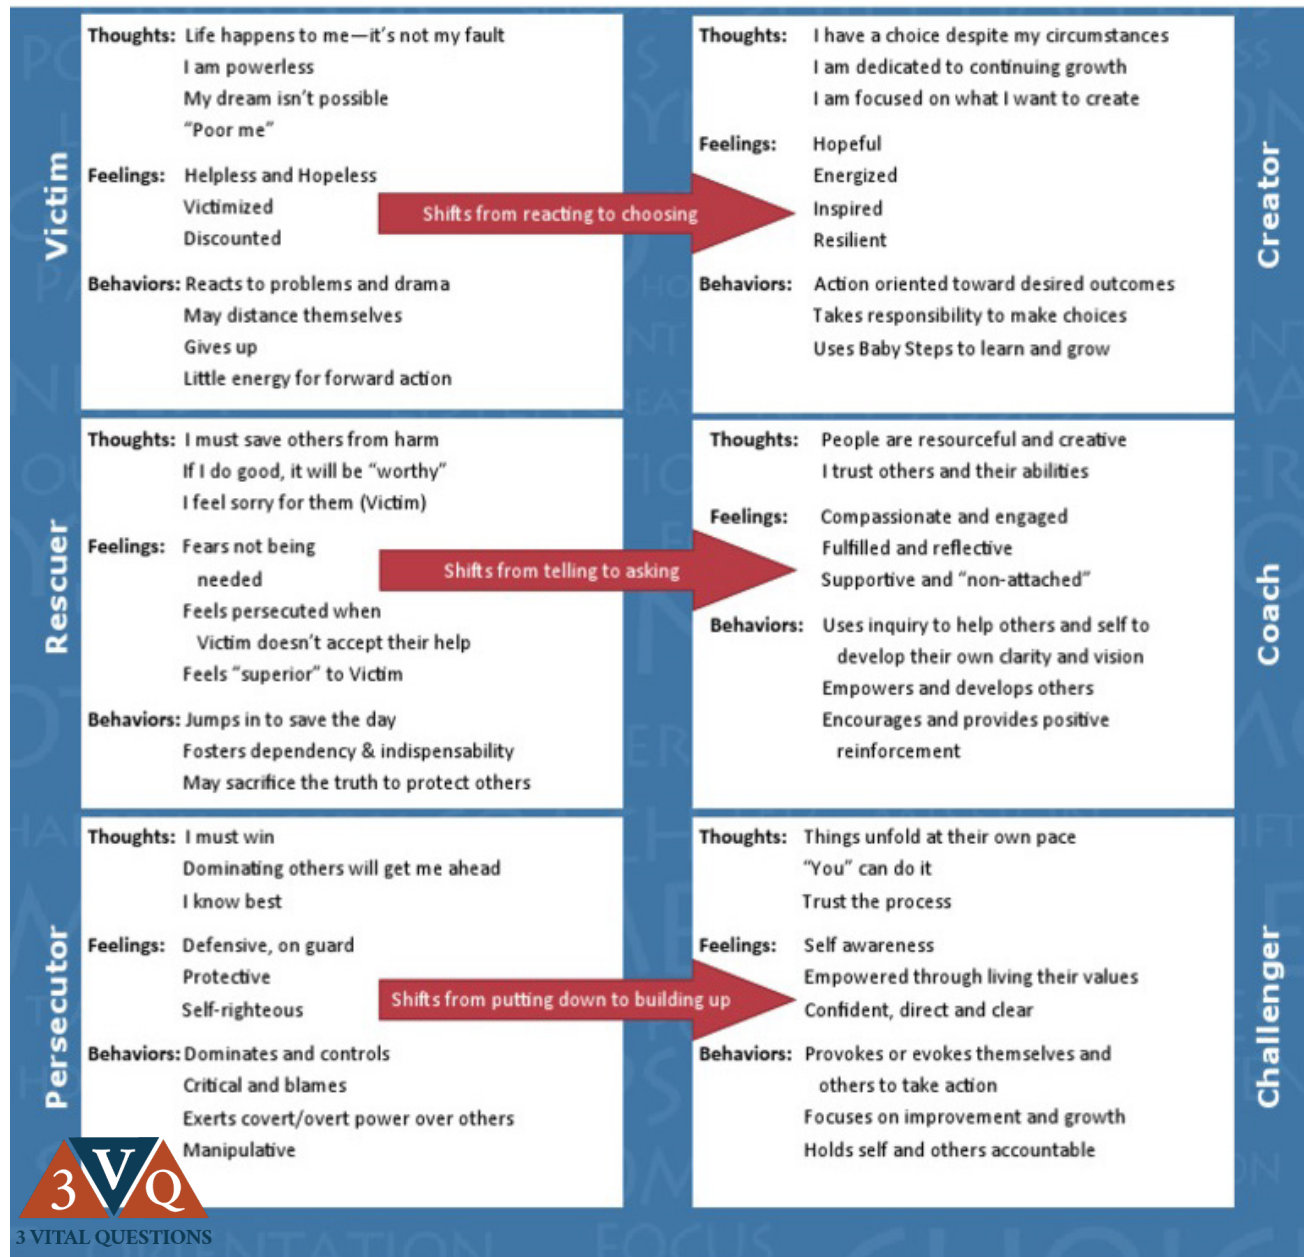 Victim
Thoughts: Life happens to me—it's not my fault
I am powerless
My dream isn't possible
"Poor me"
Feelings: Helpless and Hopeless
Victimized
Discounted
Behaviors: Reacts to problems and drama
May distance themselves
Gives up
Little energy for forward action
Shifts from reacting to choosing
Creator
Thoughts: I have a choice despite my circumstances
I am dedicated to continuing growth
I am focused on what I want to create
Feelings: Hopeful
Energized
Inspired
Resilient
Behaviors: Action oriented toward desired outcomes
Takes responsibility to make choices
Uses Baby Steps to learn and grow
Rescuer
Thoughts: I must save others from harm
If I do good, it will be "worthy"
I feel sorry for them (Victim)
Feelings: Fears not being
needed
Feels persecuted when
Victim doesn't accept their help
Feels "superior" to Victim
Behaviors: Jumps in to save the day
Fosters dependency & indispensability
May sacrifice the truth to protect others
Shifts from telling to asking
Coach
Thoughts: People are resourceful and creative
I trust others and their abilities
Feelings: Compassionate and engaged
Fulfilled and reflective
Supportive and "non-attached"
Behaviors: Uses inquiry to help others and self to
develop their own clarity and vision
Empowers and develops others
Encourages and provides positive
reinforcement
Persecutor
Thoughts: I must win
Dominating others will get me ahead
I know best
Feelings: Defensive, on guard
Protective
Self-righteous
Behaviors: Dominates and controls
Critical and blames
Exerts covert/overt power over others
Manipulative
Shifts from putting down to building up
Challenger
Thoughts: Things unfold at their own pace
"You" can do it
Trust the process
Feelings: Self awareness
Empowered through living their values
Confident, direct and clear
Behaviors: Provokes or evokes themselves and
others to take action
Focuses on improvement and growth
Holds self and others accountable
3VQ
3 VITAL QUESTIONS
FOCUS